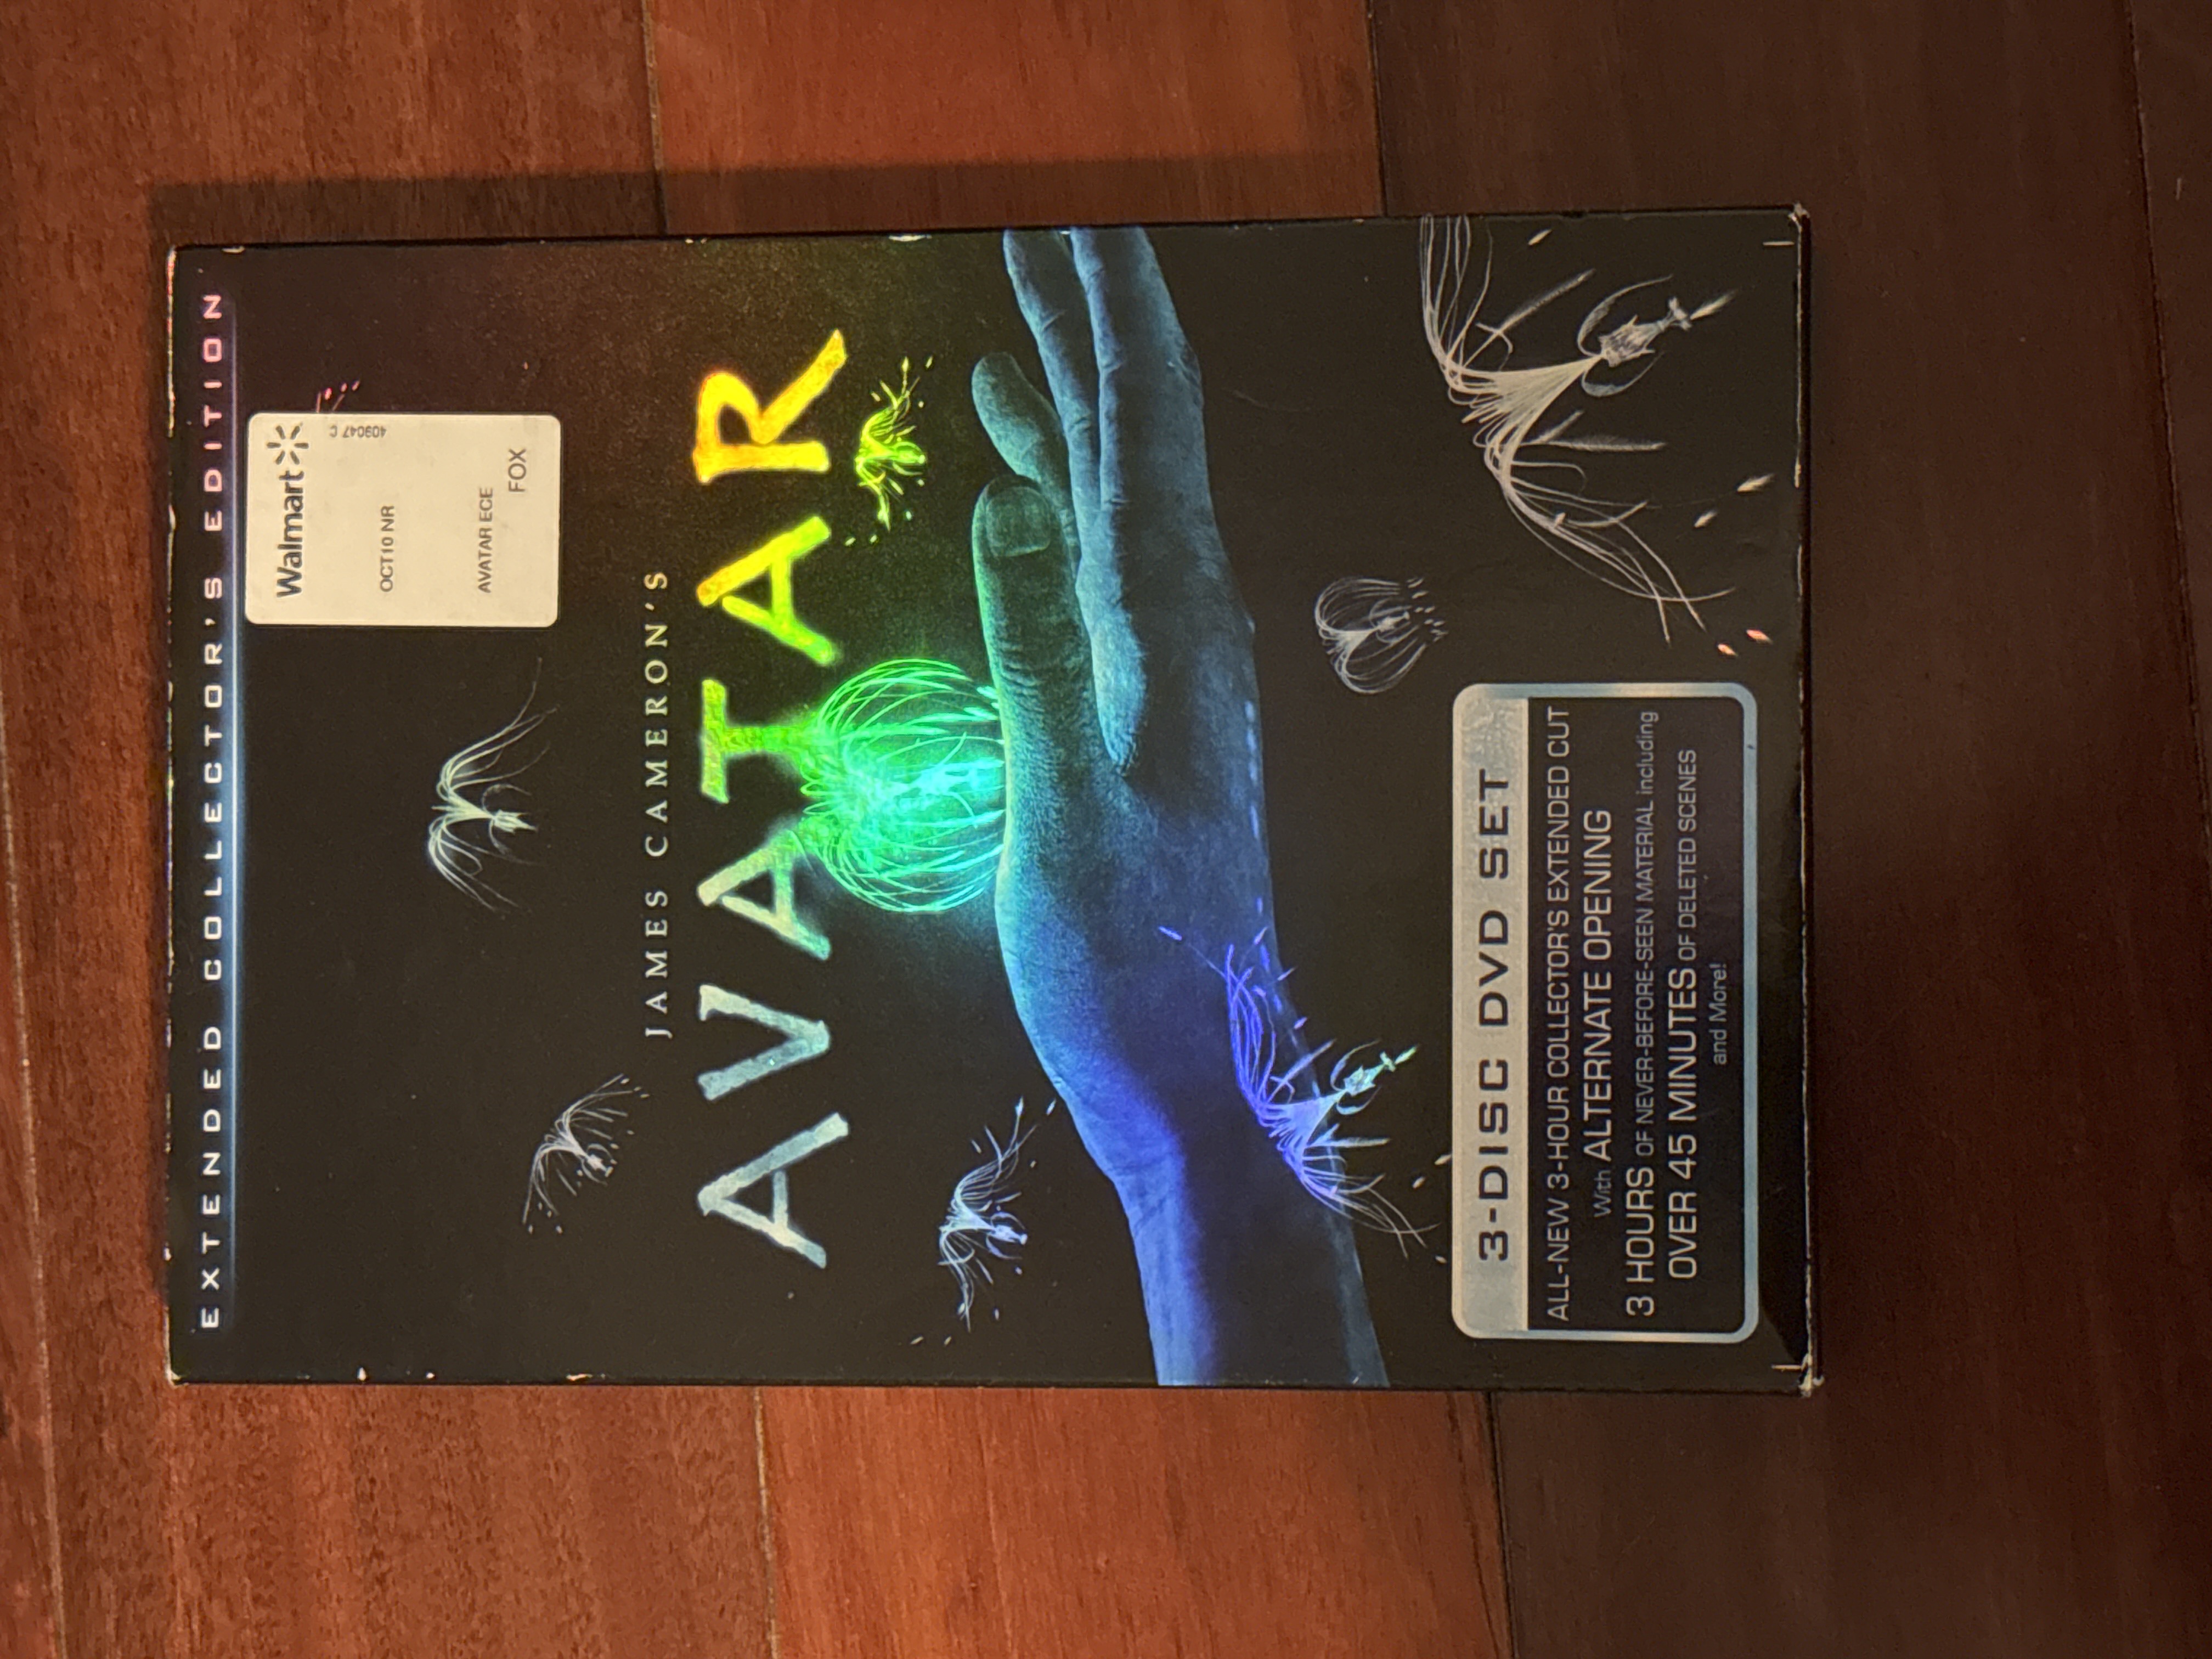 EXTENDED COLLECTOR'S EDITION
Walmart
409047 C
OCT10 NR
AVATAR ECE
FOX
JAMES CAMERON'S
AVATAR
3-DISC DVD SET
ALL-NEW 3-HOUR COLLECTOR'S EXTENDED CUT
With ALTERNATE OPENING
3 HOURS OF NEVER-BEFORE-SEEN MATERIAL including
OVER 45 MINUTES OF DELETED SCENES
and More!